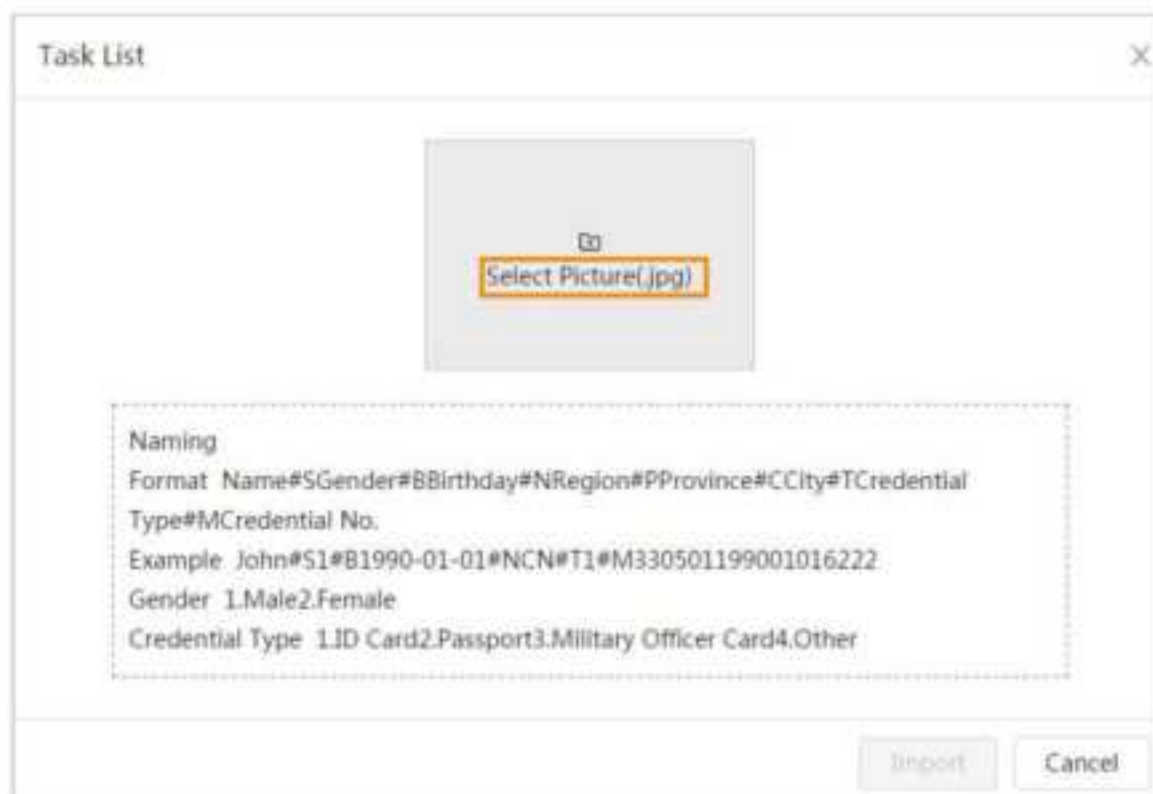 Task List
Select Picture(.jpg)
Naming
Format Name#SGender#BBirthday#NRegion#PProvince#CCity#TCredential
Type#MCredential No.
Example John#S1#B1990-01-01#NCN#T1#M330501199001016222
Gender 1.Male2.Female
Credential Type 1.ID Card2.Passport3.Military Officer Card4.Other
Import Cancel